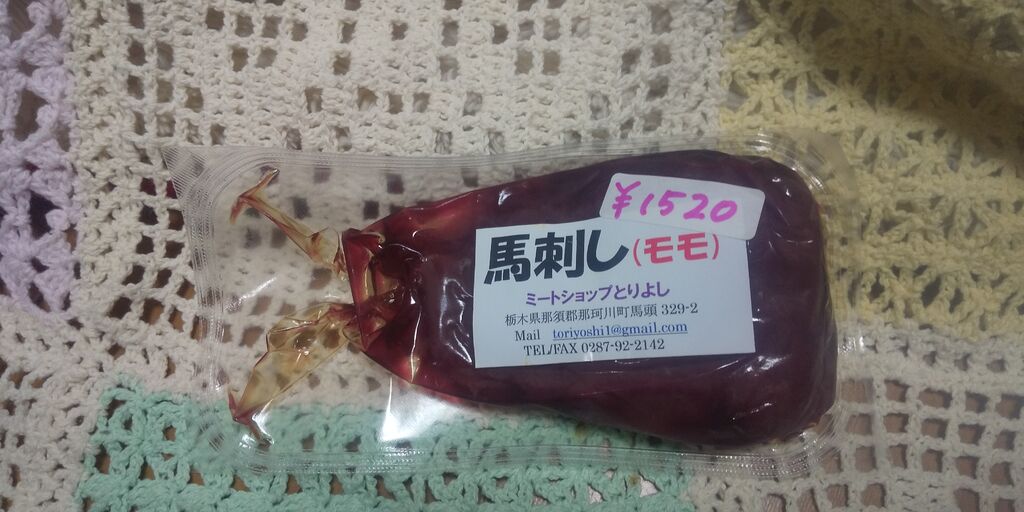 ¥1520
馬刺し(モモ)
ミートショップとりよし
栃木県那須郡那珂川町馬頭 329-2
Mail toriyoshi1@gmail.com
TEL/FAX 0287-92-2142